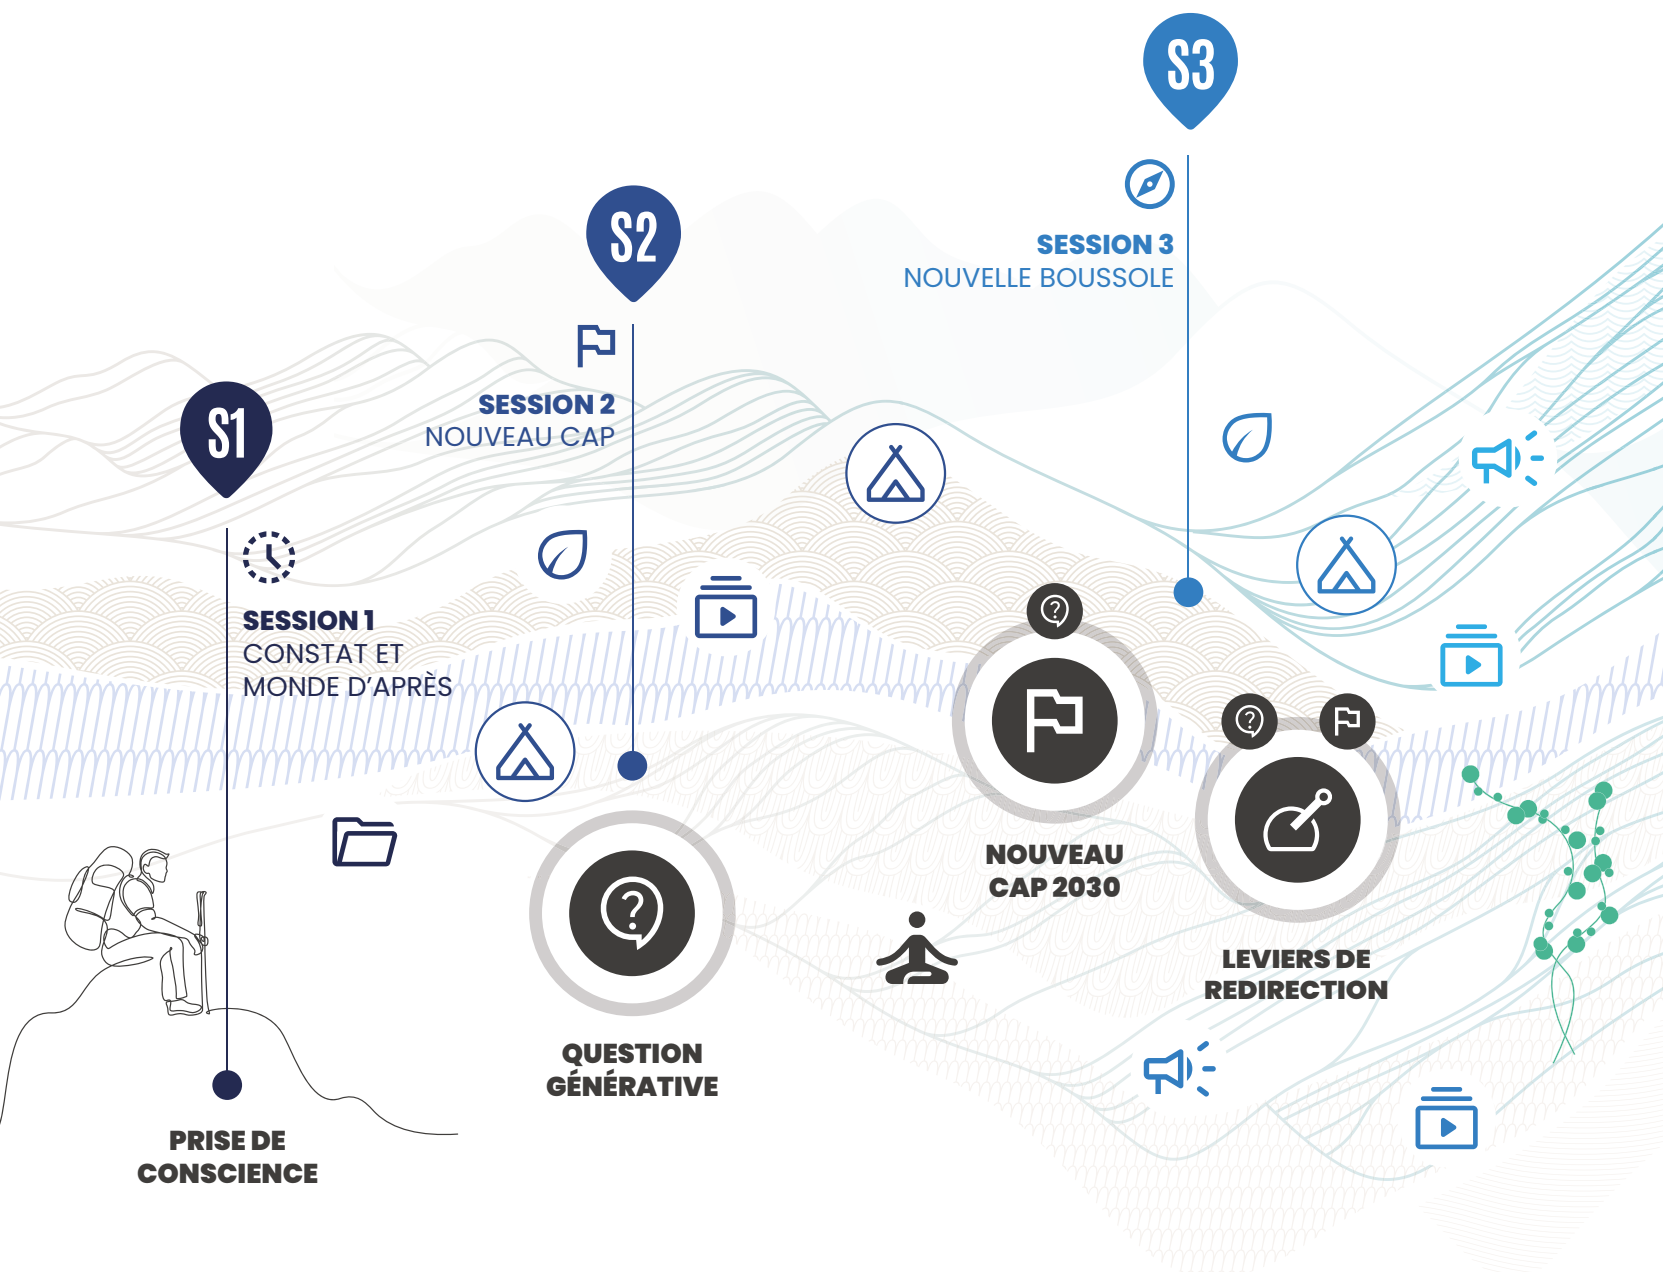 S1
SESSION 1
CONSTAT ET
MONDE D'APRÈS
PRISE DE
CONSCIENCE
S2
SESSION 2
NOUVEAU CAP
QUESTION
GÉNÉRATIVE
S3
SESSION 3
NOUVELLE BOUSSOLE
NOUVEAU
CAP 2030
LEVIERS DE
REDIRECTION